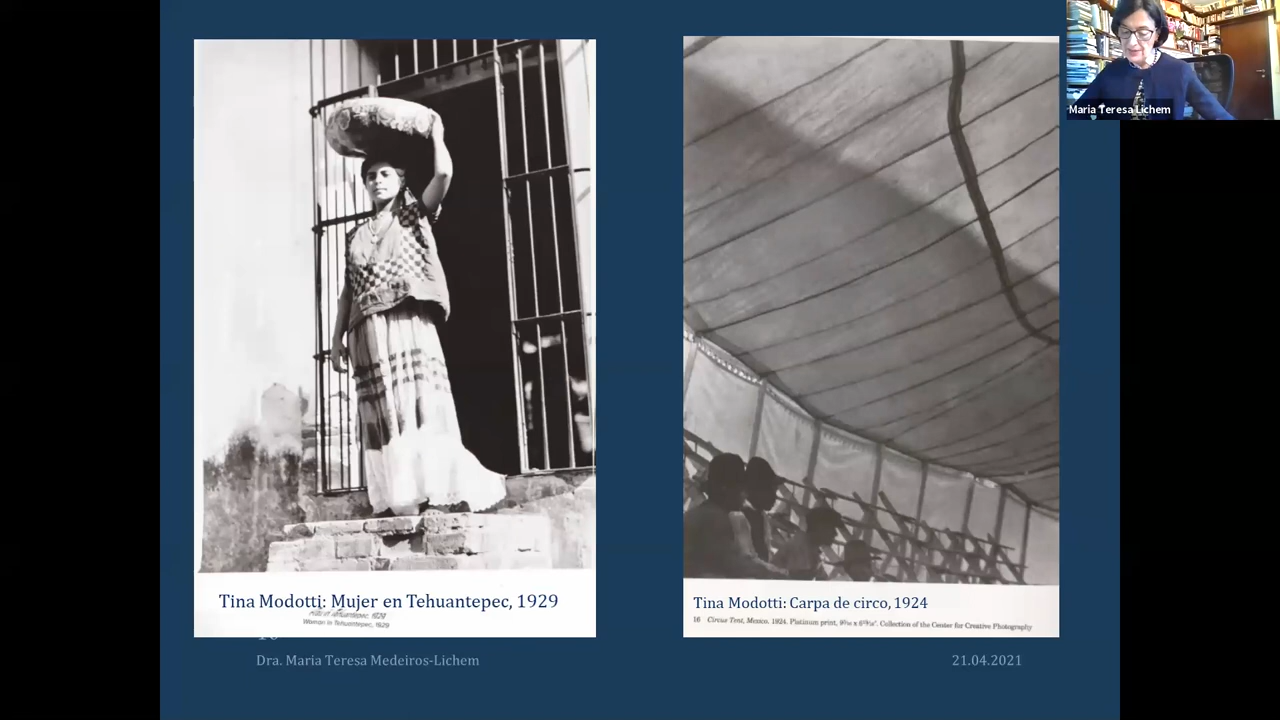 Maria Teresa Lichem
Tina Modotti: Mujer en Tehuantepec, 1929
Woman in Tehuantepec, 1929
Tina Modotti: Carpa de circo, 1924
16 Circus Tent, Mexico. 1924. Platinum print, Collection of the Center for Creative Photography
Dra. Maria Teresa Medeiros-Lichem
21.04.2021